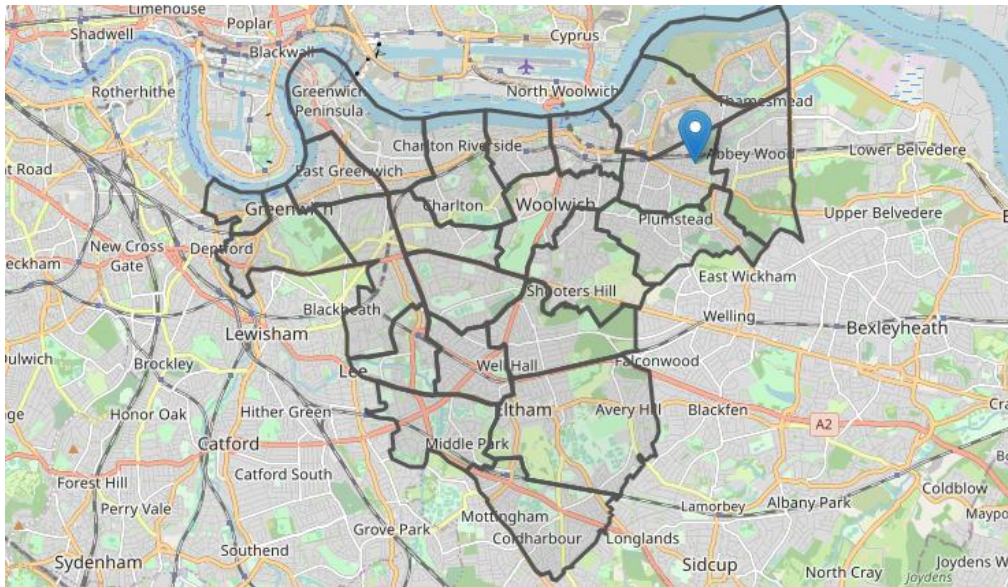 Limehouse
Poplar
Shadwell
Cyprus
Blackwall
Rotherhithe
Greenwich
Peninsula
North Woolwich
Thamesmead
Charlton Riverside
Abbey Wood
Lower Belvedere
East Greenwich
Greenwich
Charlton
Woolwich
Plumstead
Upper Belvedere
New Cross
Gate
Deptford
East Wickham
Shooters Hill
Blackheath
Welling
Bexleyheath
Lewisham
Brockley
Lee
Well Hall
Falconwood
Honor Oak
Hither Green
Eltham
Avery Hill
Blackfen
A2
Catford
Middle Park
Catford South
Forest Hill
Perry Vale
Lamorbey
Albany Park
Coldblow
Mottingham
Grove Park
Coldharbour
Longlands
Southend
Sydenham
Sidcup
North Cray
Joydens